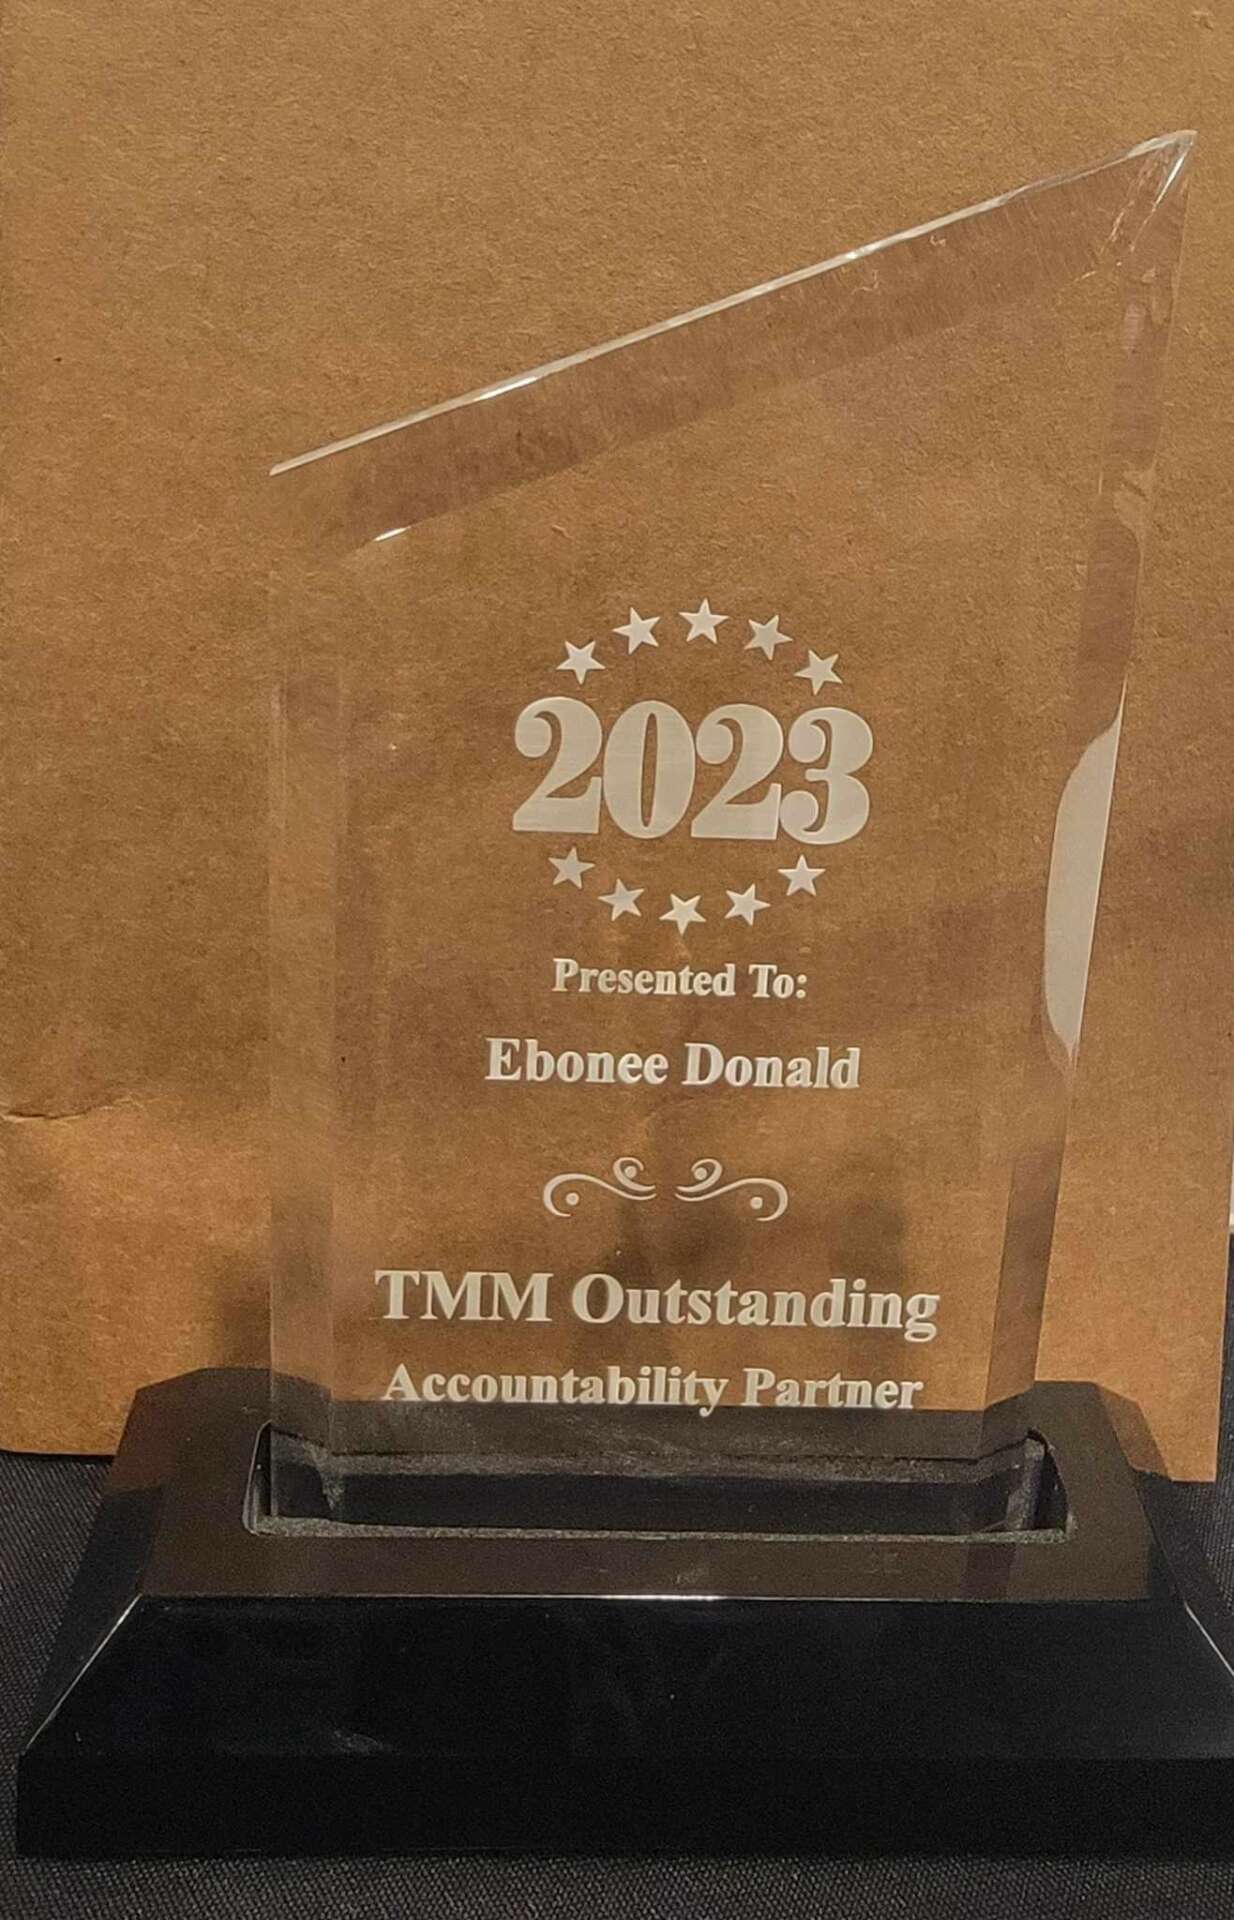 2023
Presented To:
Ebonee Donald
TMM Outstanding
Accountability Partner